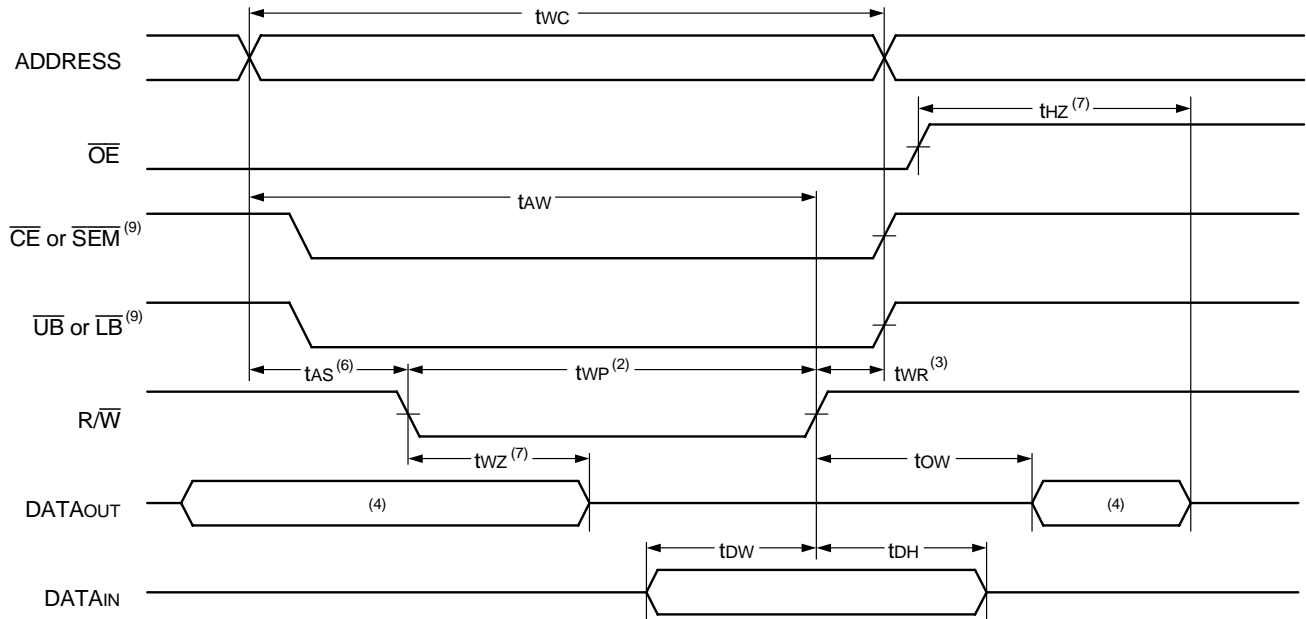 tWC
ADDRESS
tHZ (7)
OE
tAW
CE or SEM (9)
UB or LB (9)
tAS (6)
tWP (2)
tWR (3)
R/W
tWZ (7)
tOW
DATAOUT
(4)
(4)
tDW
tDH
DATAIN